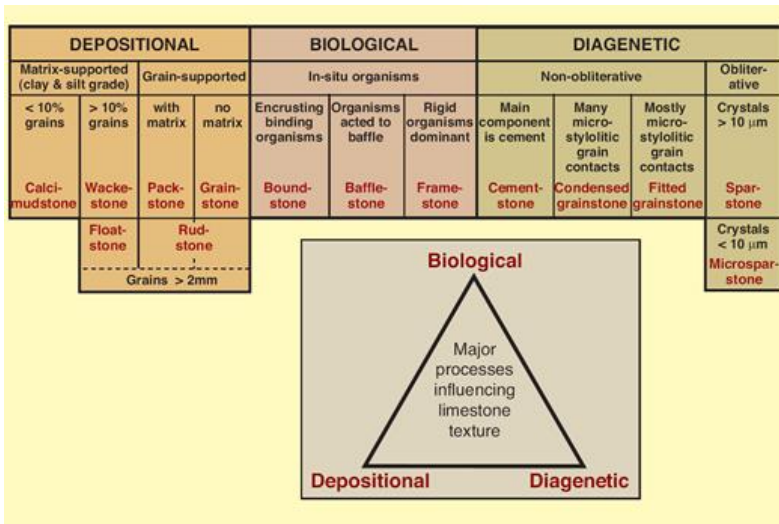 DEPOSITIONAL BIOLOGICAL DIAGENETIC
Matrix-supported
(clay & silt grade)
Grain-supported
In-situ organisms
Non-obliterative
Obliter-
ative
< 10%
grains
> 10%
grains
with
matrix
no
matrix
Encrusting
binding
organisms
Organisms
acted to
baffle
Rigid
organisms
dominant
Main
component
is cement
Many
micro-
stylolitic
grain
contacts
Mostly
micro-
stylolitic
grain
contacts
Crystals
> 10 µm
Calci-
mudstone
Wacke-
stone
Pack-
stone
Grain-
stone
Bound-
stone
Baffle-
stone
Frame-
stone
Cement-
stone
Condensed
grainstone
Fitted
grainstone
Spar-
stone
Float-
stone
Rud-
stone
Grains > 2mm
Crystals
< 10 µm
Microspar-
stone
Biological
Major
processes
influencing
limestone
texture
Depositional Diagenetic